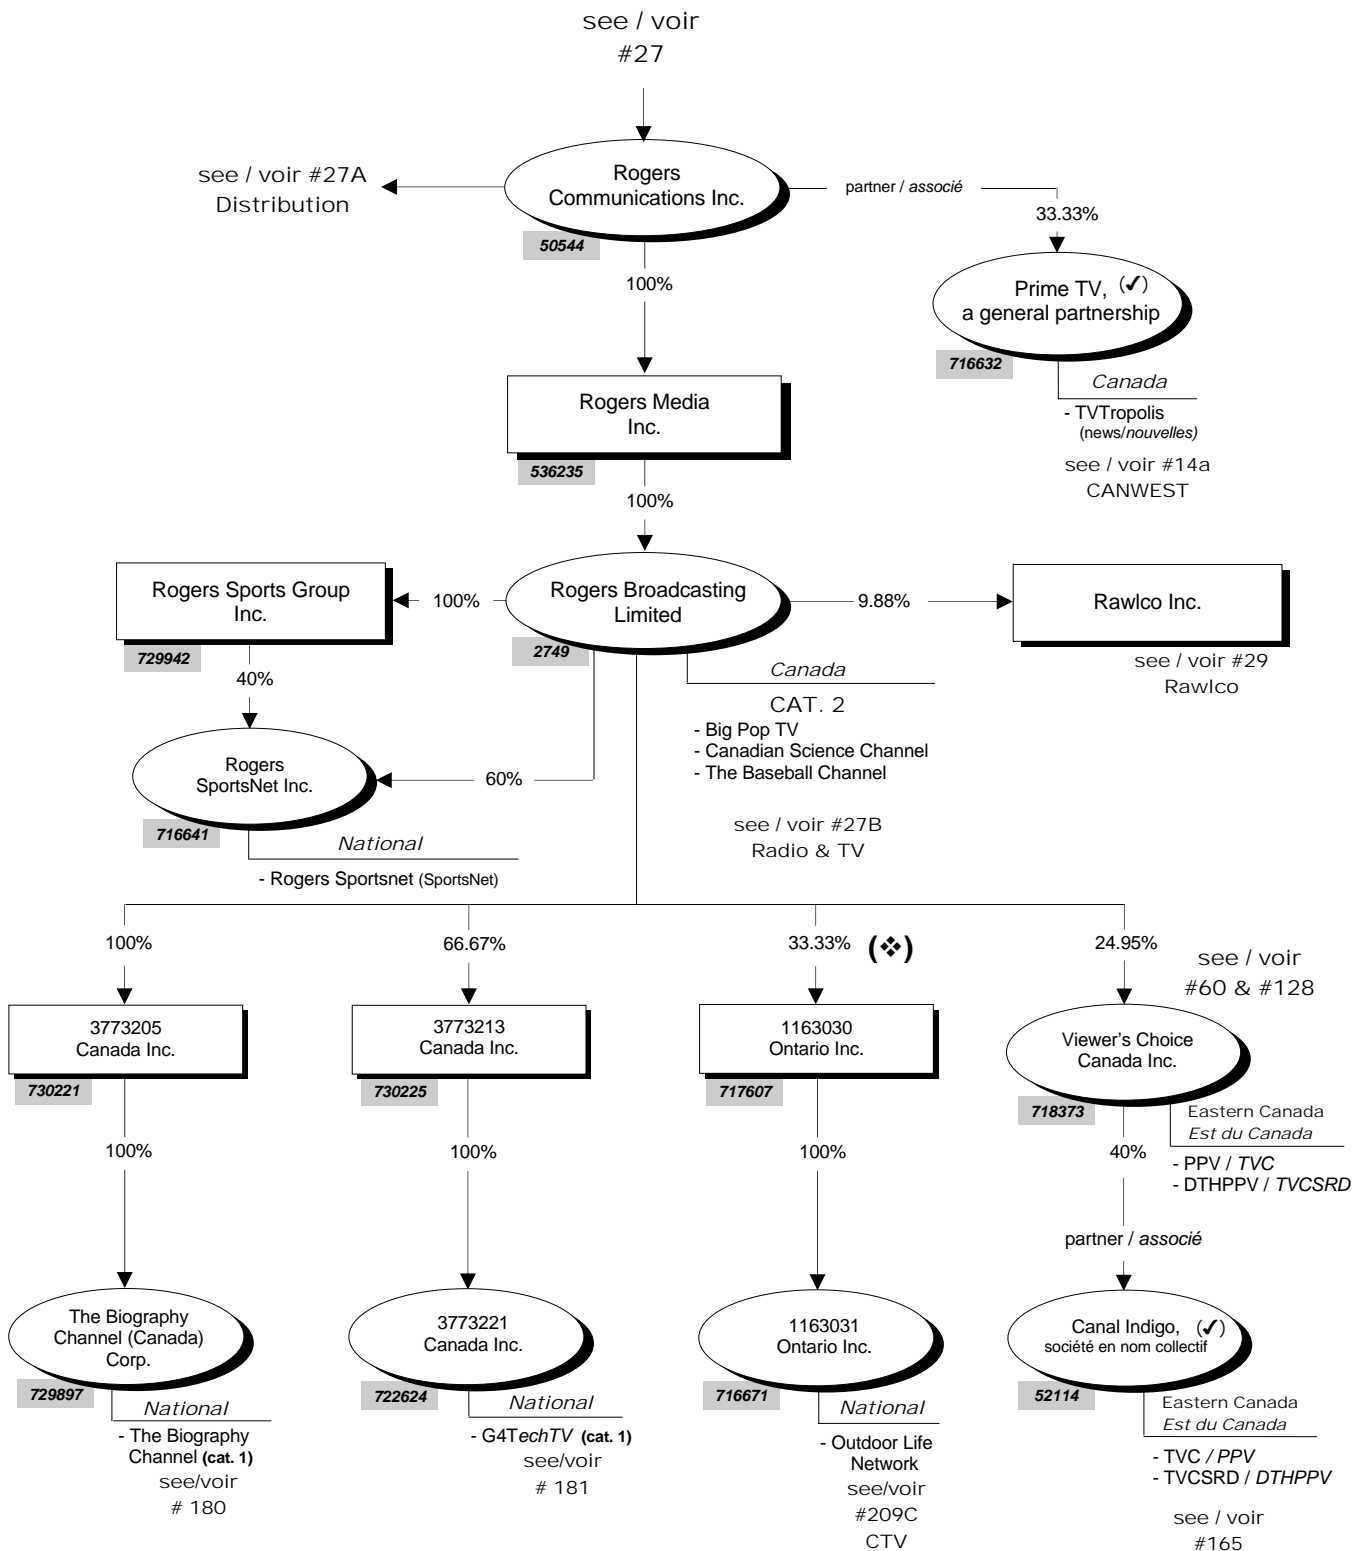 see / voir
#27
see / voir #27A
Distribution
Rogers
Communications Inc.
50544
partner / associé
33.33%
100%
Prime TV, (✓)
a general partnership
716632
Canada
- TVTropolis
(news/nouvelles)
see / voir #14a
CANWEST
Rogers Media
Inc.
536235
100%
Rogers Sports Group
Inc.
729942
100%
Rogers Broadcasting
Limited
2749
9.88%
Rawlco Inc.
see / voir #29
Rawlco
40%
Canada
CAT. 2
- Big Pop TV
- Canadian Science Channel
- The Baseball Channel
Rogers
SportsNet Inc.
716641
60%
National
- Rogers Sportsnet (SportsNet)
see / voir #27B
Radio & TV
100%
66.67%
33.33% (❖)
24.95%
see / voir
#60 & #128
3773205
Canada Inc.
730221
3773213
Canada Inc.
730225
1163030
Ontario Inc.
717607
Viewer's Choice
Canada Inc.
718373
Eastern Canada
Est du Canada
- PPV / TVC
- DTHPPV / TVCSRD
100%
100%
100%
40%
partner / associé
The Biography
Channel (Canada)
Corp.
729897
National
- The Biography
Channel (cat. 1)
see/voir
# 180
3773221
Canada Inc.
722624
National
- G4TechTV (cat. 1)
see/voir
# 181
1163031
Ontario Inc.
716671
National
- Outdoor Life
Network
see/voir
#209C
CTV
Canal Indigo, (✓)
société en nom collectif
52114
Eastern Canada
Est du Canada
- TVC / PPV
- TVCSRD / DTHPPV
see / voir
#165